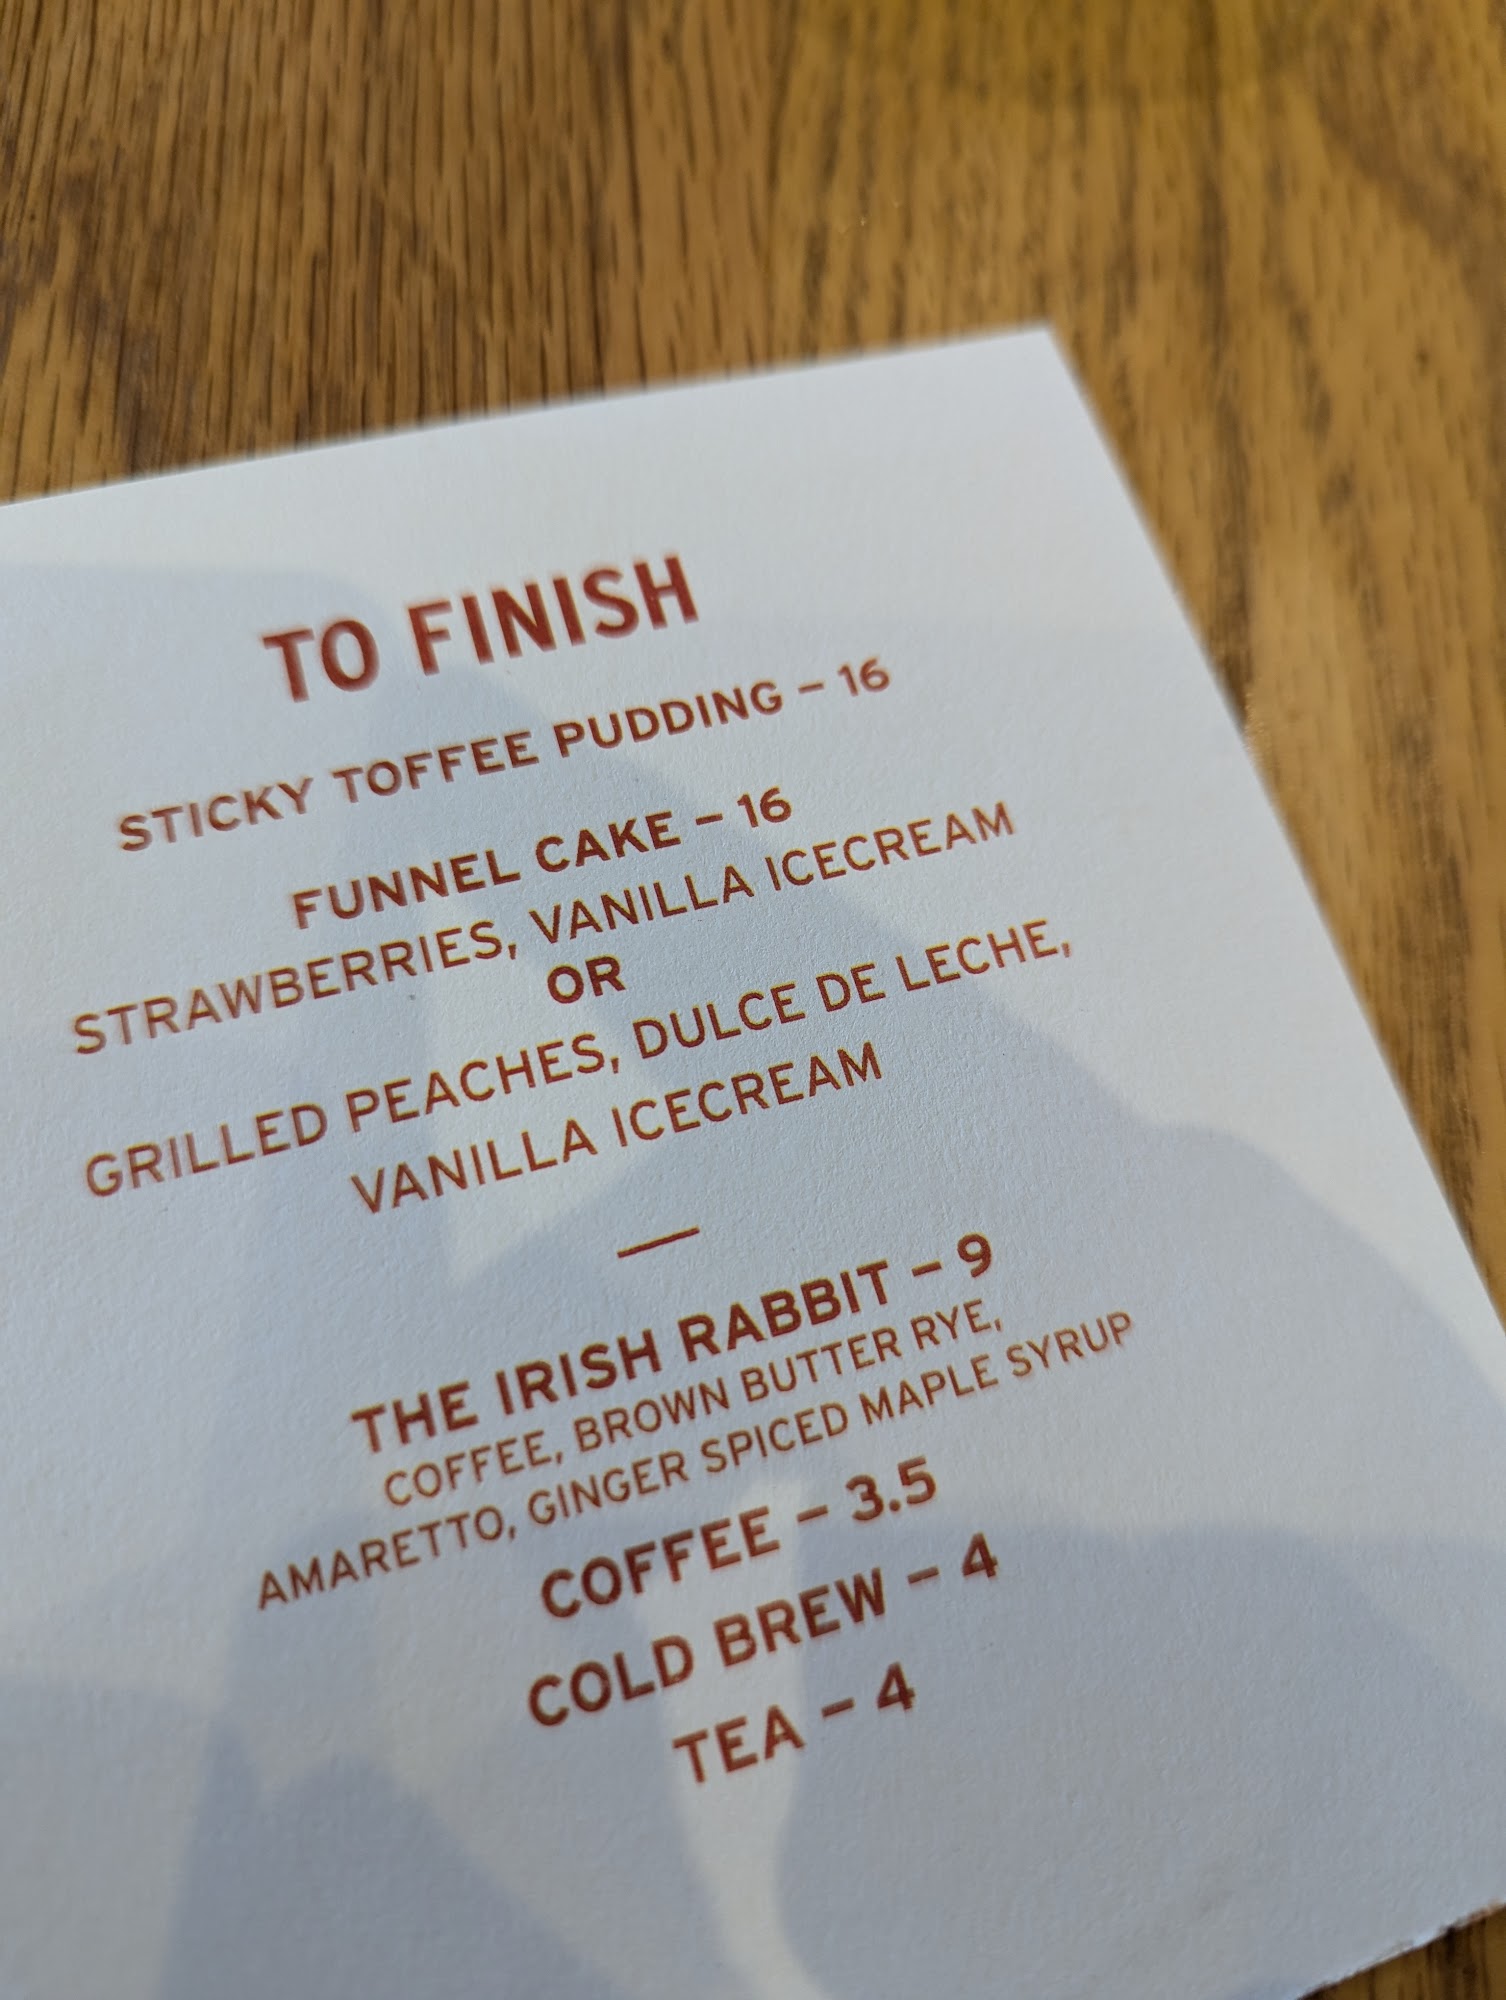 TO FINISH
STICKY TOFFEE PUDDING – 16
FUNNEL CAKE – 16
STRAWBERRIES, VANILLA ICECREAM
OR
GRILLED PEACHES, DULCE DE LECHE,
VANILLA ICECREAM
—
THE IRISH RABBIT – 9
COFFEE, BROWN BUTTER RYE,
AMARETTO, GINGER SPICED MAPLE SYRUP
COFFEE – 3.5
COLD BREW – 4
TEA – 4